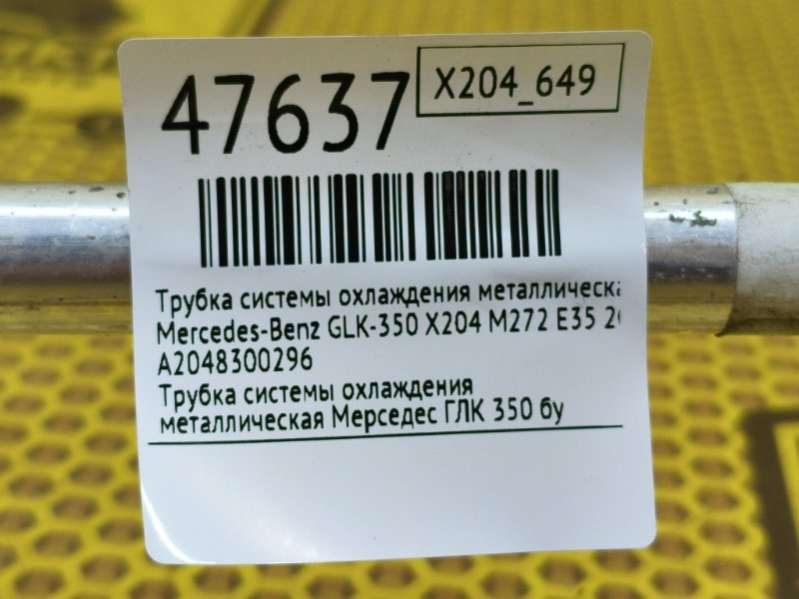 47637
X204_649
Трубка системы охлаждения металлическа
Mercedes-Benz GLK-350 X204 M272 E35
A2048300296
Трубка системы охлаждения
металлическая Мерседес ГЛК 350 бу